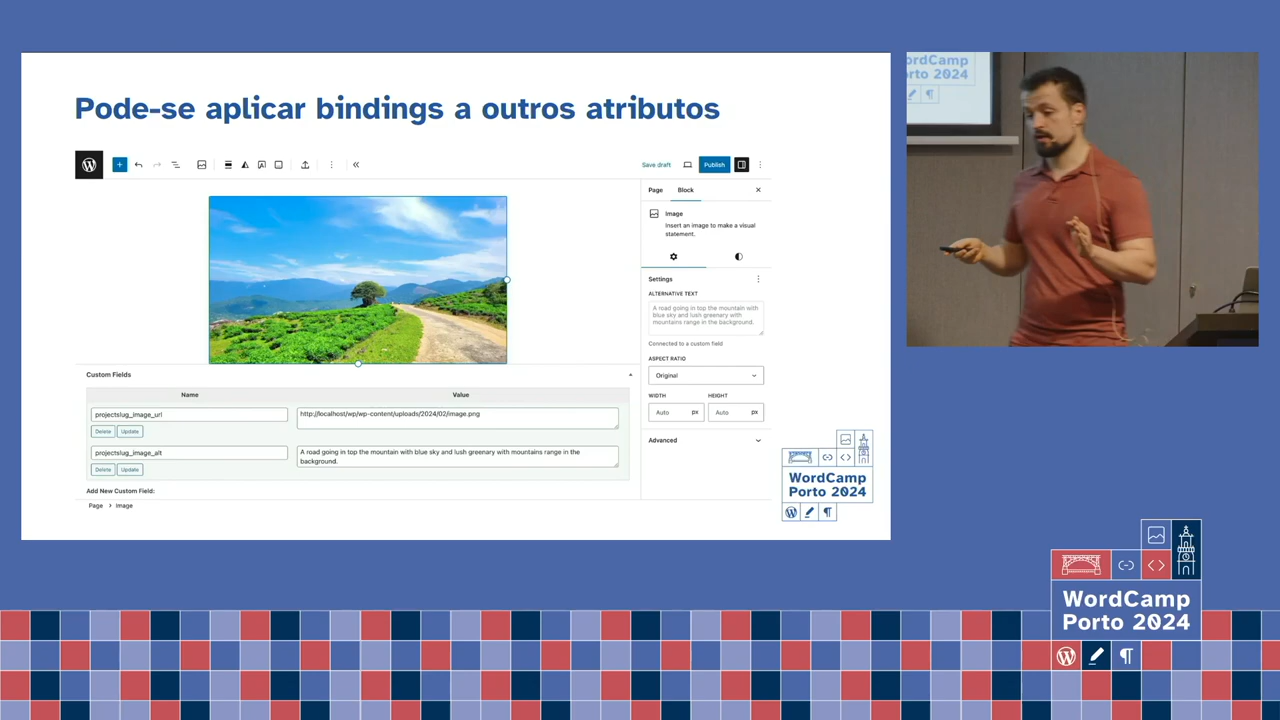 Pode-se aplicar bindings a outros atributos
Save draft
Publish
Page
Block
Image
Insert an image to make a visual
statement.
Settings
ALTERNATIVE TEXT
A road going in top the mountain with
blue sky and lush greenery with
mountains range in the background.
Connected to a custom field
ASPECT RATIO
Original
WIDTH
HEIGHT
Auto
px
Auto
px
Advanced
Custom Fields
Name
Value
projectslug_image_url
http://localhost/wp/wp-content/uploads/2024/02/image.png
Delete
Update
projectslug_image_alt
A road going in top the mountain with blue sky and lush greenery with mountains range in the
background.
Delete
Update
Add New Custom Field:
Page > Image
WordCamp
Porto 2024
ordCamp
rto 2024
WordCamp
Porto 2024